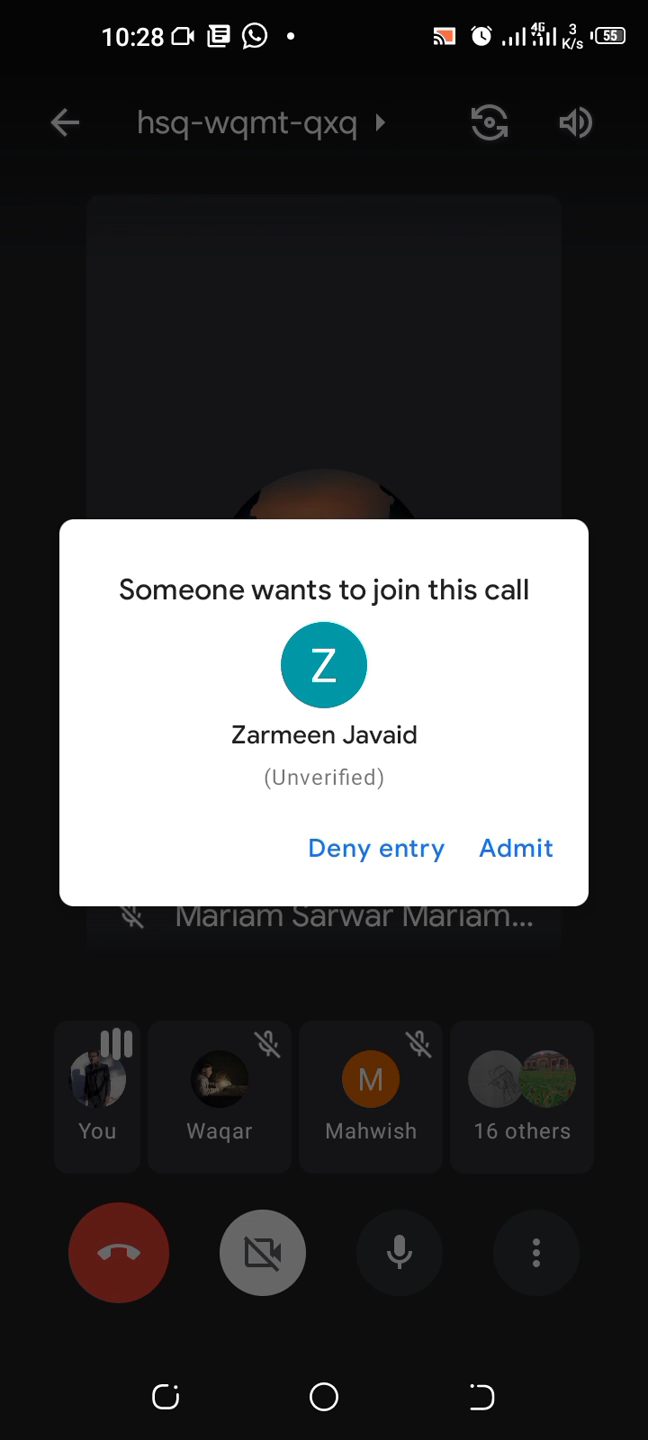 10:28
4G
3
K/s
55
hsq-wqmt-qxq
Someone wants to join this call
Z
Zarmeen Javaid
(Unverified)
Deny entry Admit
Mariam Sarwar Mariam...
M
You Waqar Mahwish 16 others